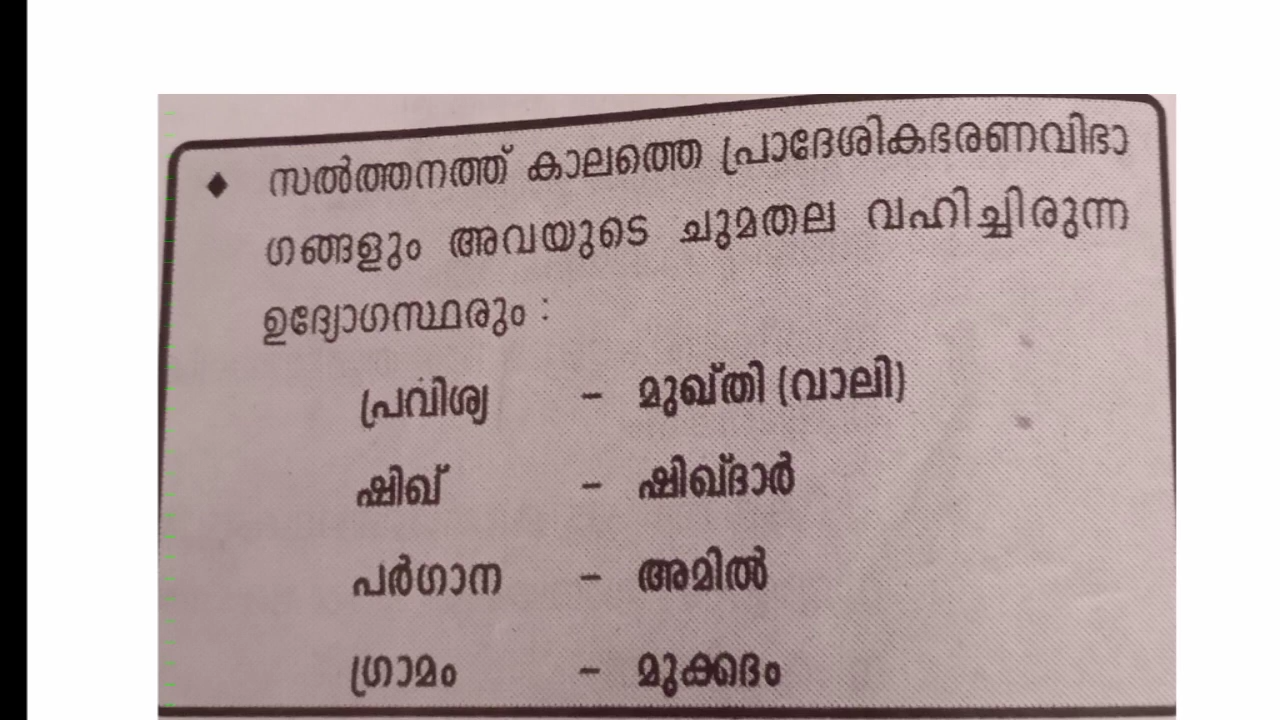 ♦ സൽത്തനത്ത് കാലത്തെ പ്രാദേശികഭരണവിഭാ
ഗങ്ങളും അവയുടെ ചുമതല വഹിച്ചിരുന്ന
ഉദ്യോഗസ്ഥരും :
പ്രവിശ്യ – മുഖ്തി (വാലി)
ഷിഖ് – ഷിഖ്ദാർ
പർഗാന – അമിൽ
ഗ്രാമം – മുക്കദം